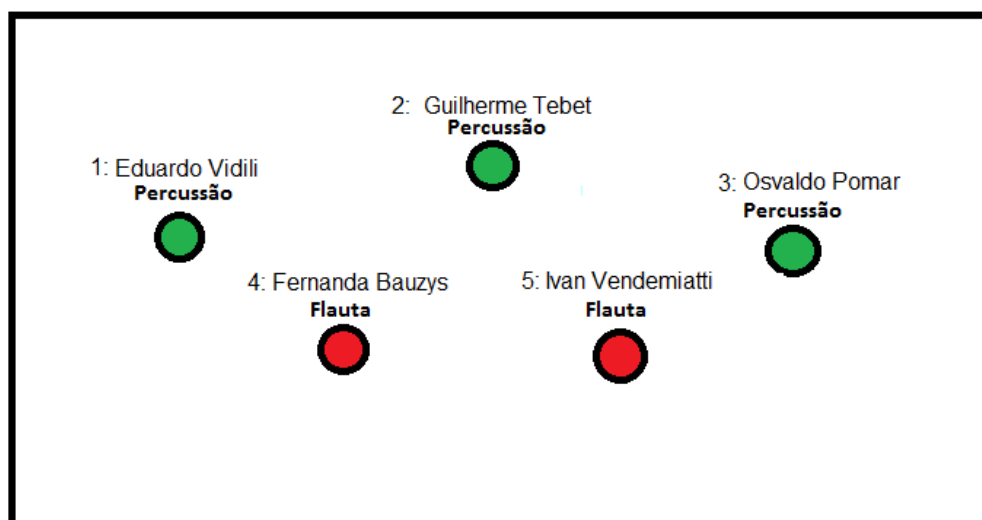 2: Guilherme Tebet
Percussão
1: Eduardo Vidili
Percussão
3: Osvaldo Pomar
Percussão
4: Fernanda Bauzys
Flauta
5: Ivan Vendemiatti
Flauta